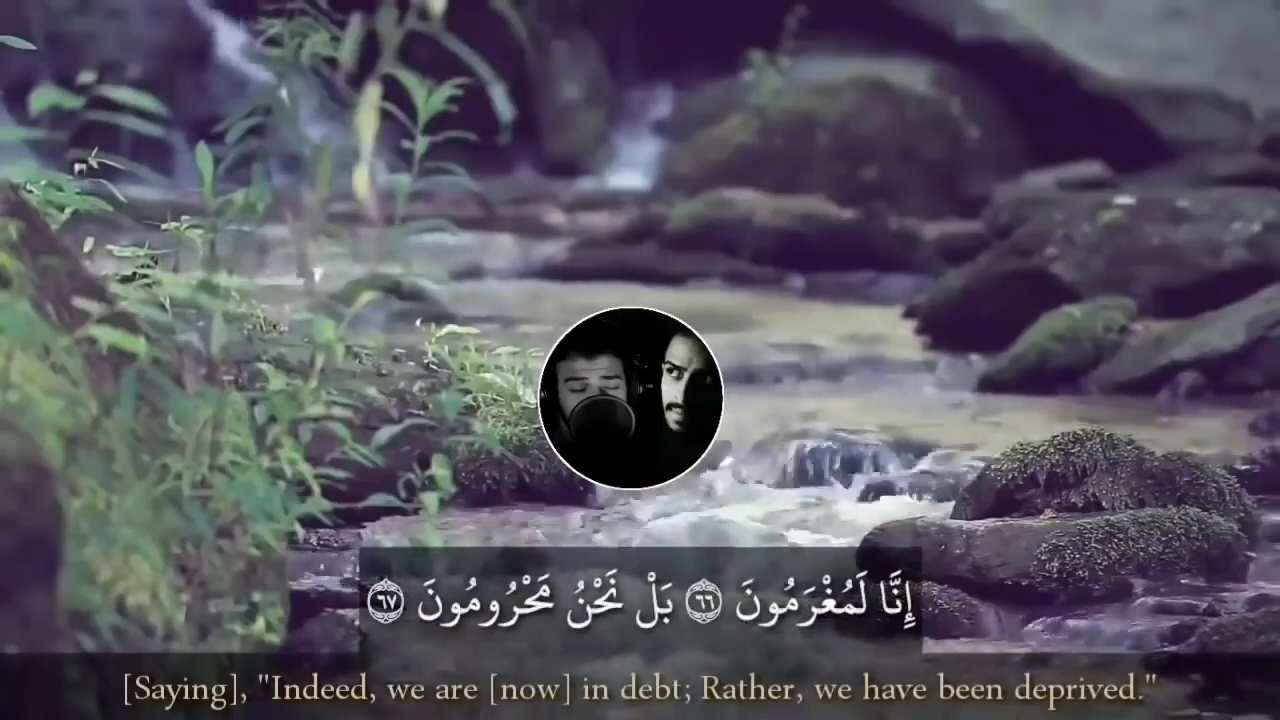 إِنَّا لَمُغْرَمُونَ ٦٦ بَلْ نَحْنُ مَحْرُومُونَ ٦٧
[Saying], "Indeed, we are [now] in debt; Rather, we have been deprived."